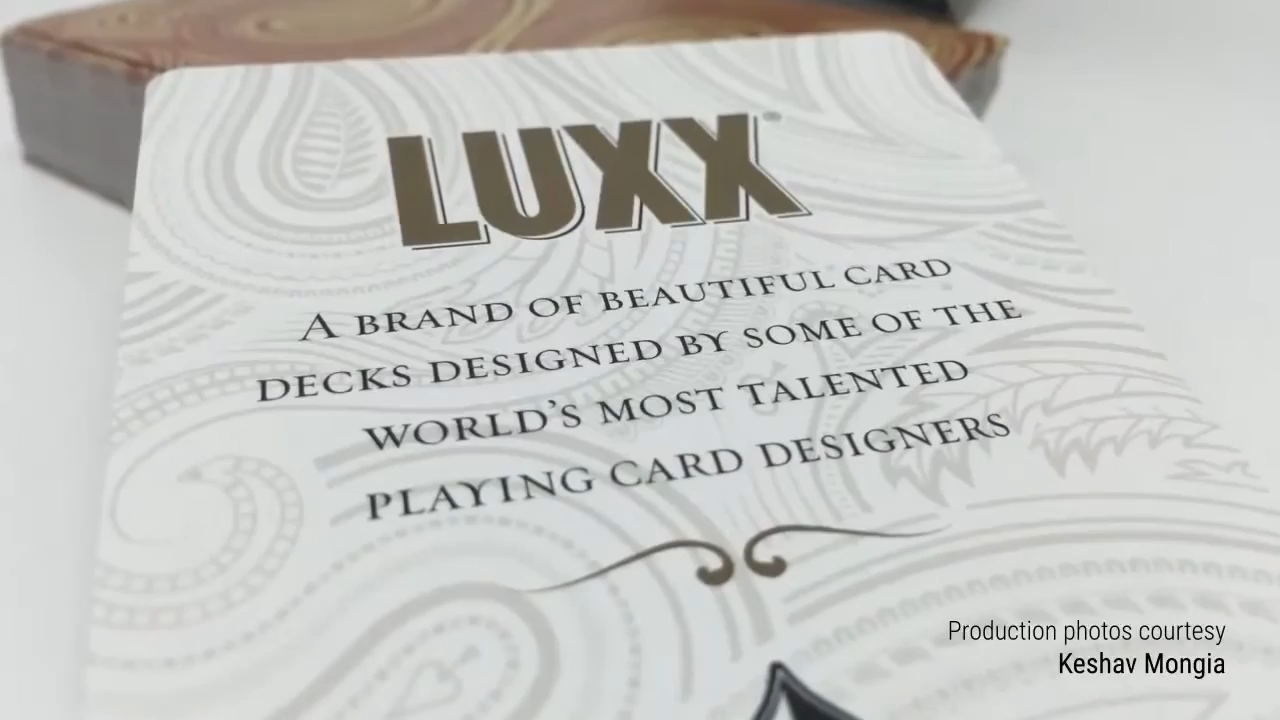 LUXX®
A BRAND OF BEAUTIFUL CARD
DECKS DESIGNED BY SOME OF THE
WORLD'S MOST TALENTED
PLAYING CARD DESIGNERS
Production photos courtesy
Keshav Mongia